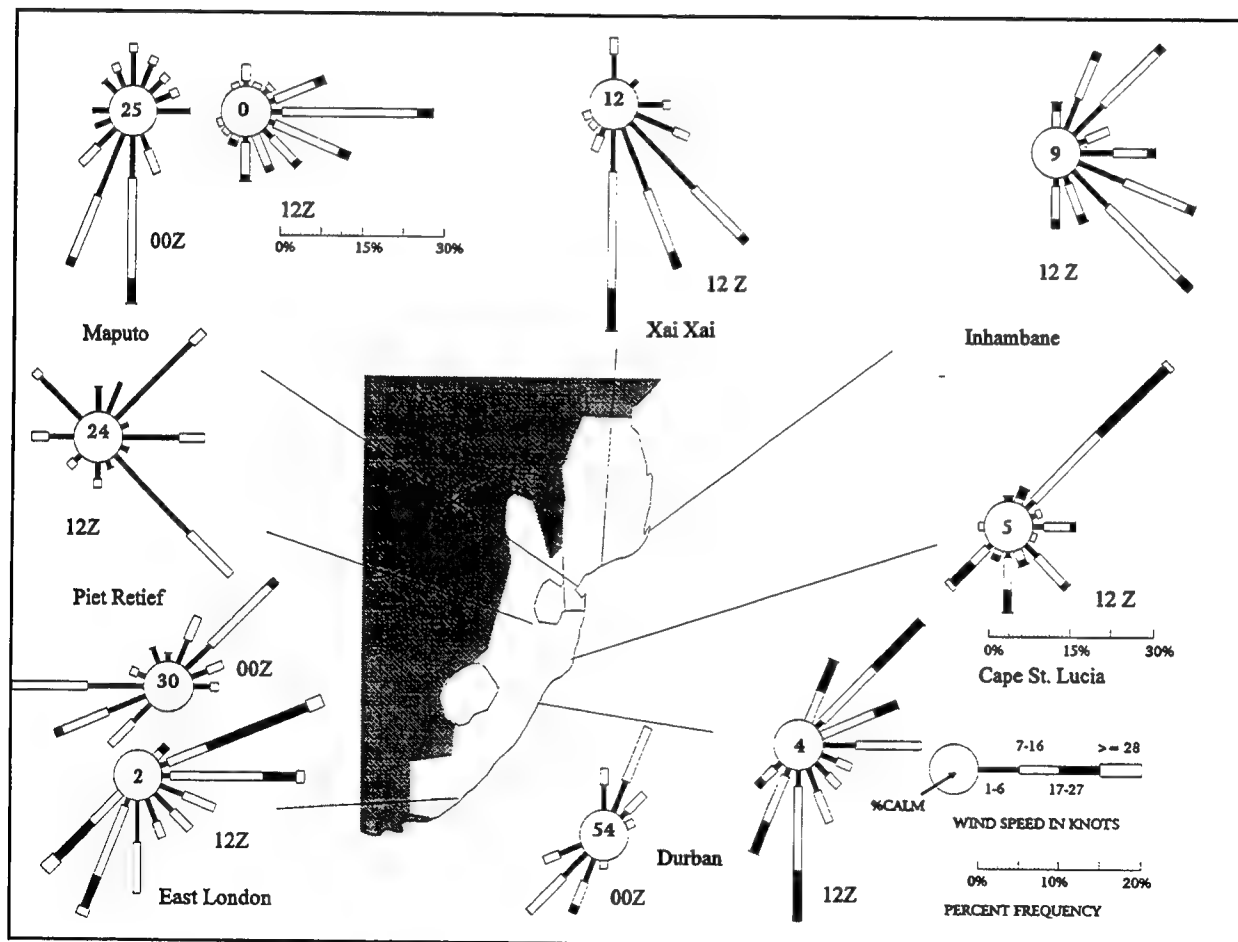 25
0
12
9
00Z
12Z
0% 15% 30%
12 Z
12 Z
Maputo
Xai Xai
Inhambane
24
12Z
5
12 Z
Piet Retief
0% 15% 30%
Cape St. Lucia
30
00Z
2
12Z
East London
54
00Z
Durban
4
12Z
7-16 >= 28
%CALM 1-6 17-27
WIND SPEED IN KNOTS
0% 10% 20%
PERCENT FREQUENCY